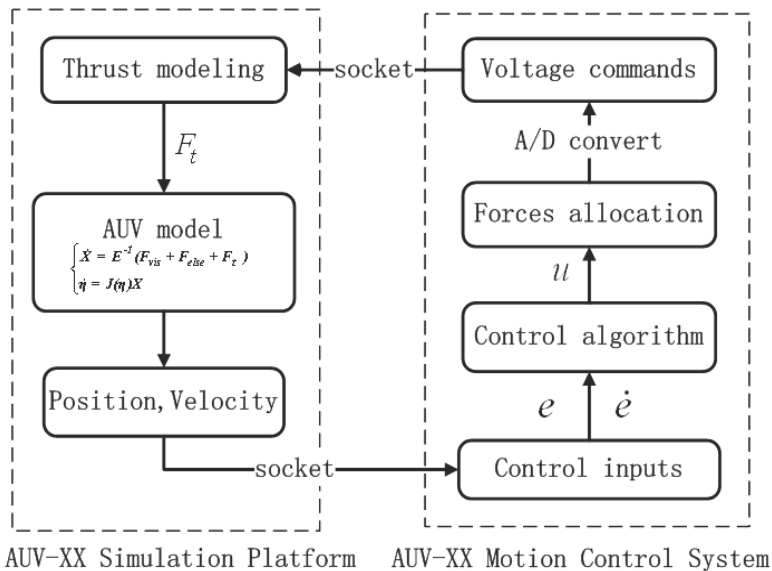 Thrust modeling
socket
Voltage commands
F_t
A/D convert
AUV model
Ẋ = E⁻¹(F_vis + F_else + F_t)
η̇ = J(η)X
Forces allocation
u
Control algorithm
Position, Velocity
e ė
socket
Control inputs
AUV-XX Simulation Platform
AUV-XX Motion Control System